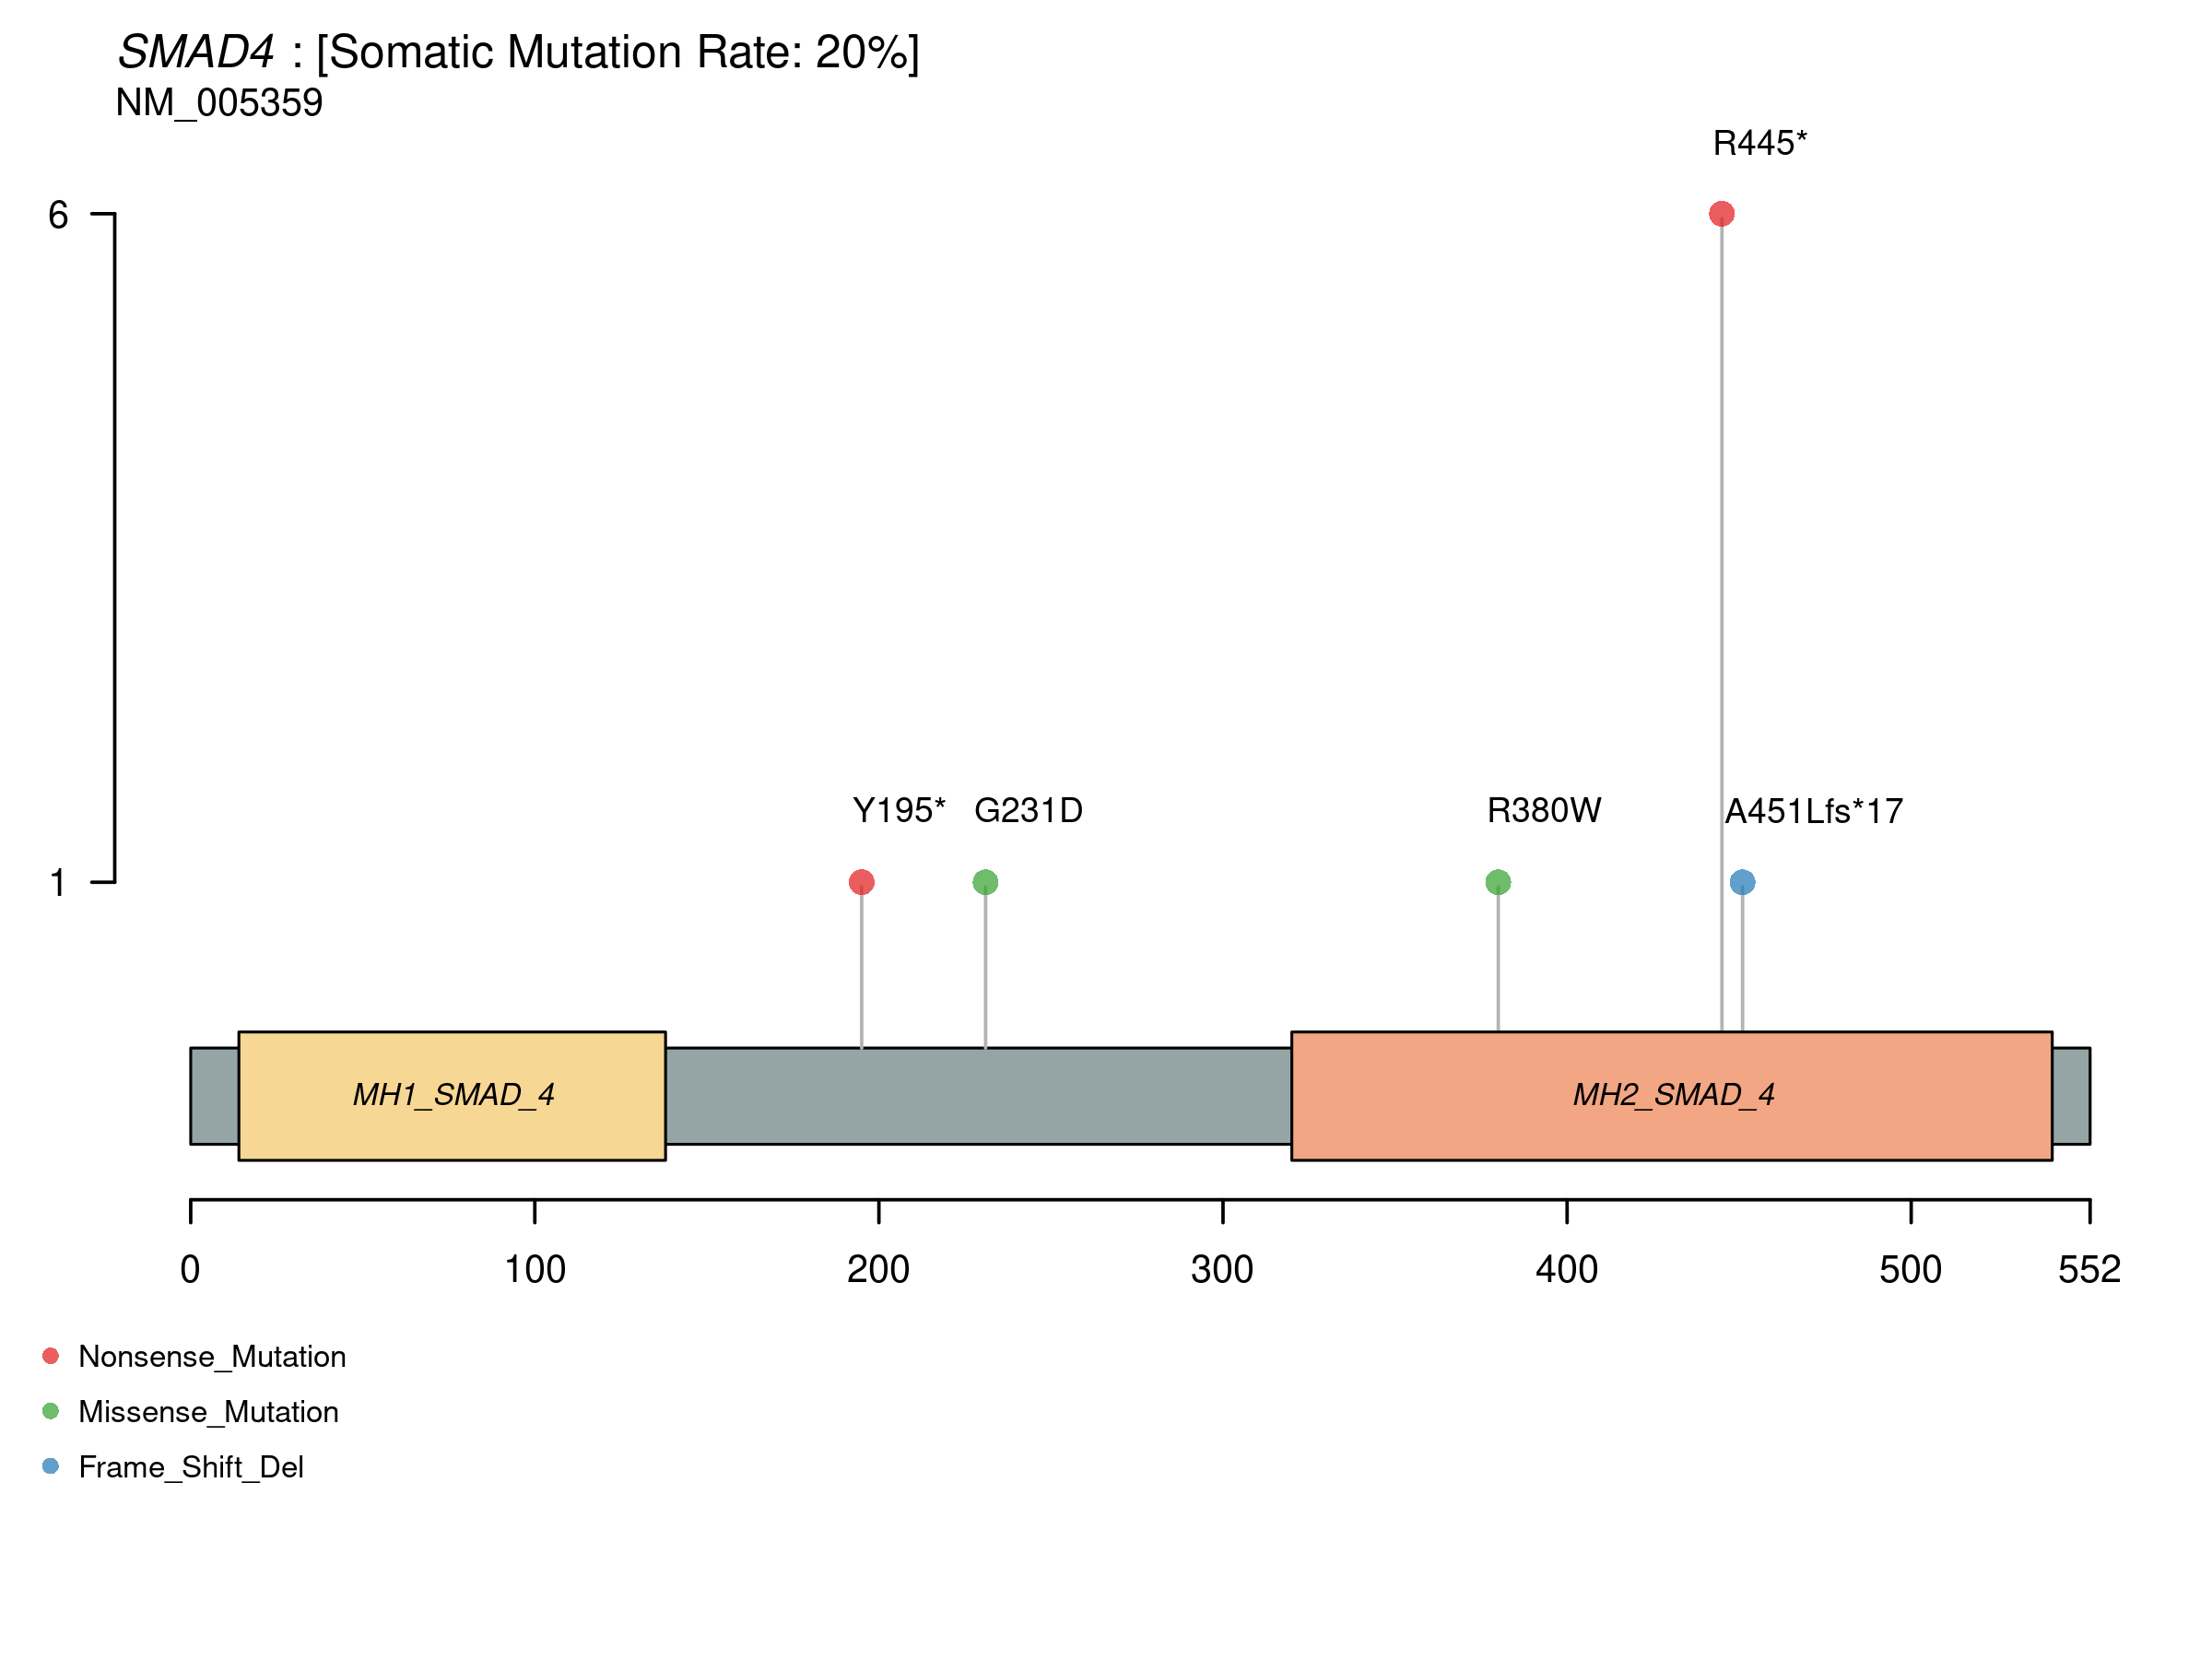 SMAD4 : [Somatic Mutation Rate: 20%]
NM_005359
R445*
6
Y195* G231D R380W A451Lfs*17
1
MH1_SMAD_4 MH2_SMAD_4
0 100 200 300 400 500 552
Nonsense_Mutation
Missense_Mutation
Frame_Shift_Del